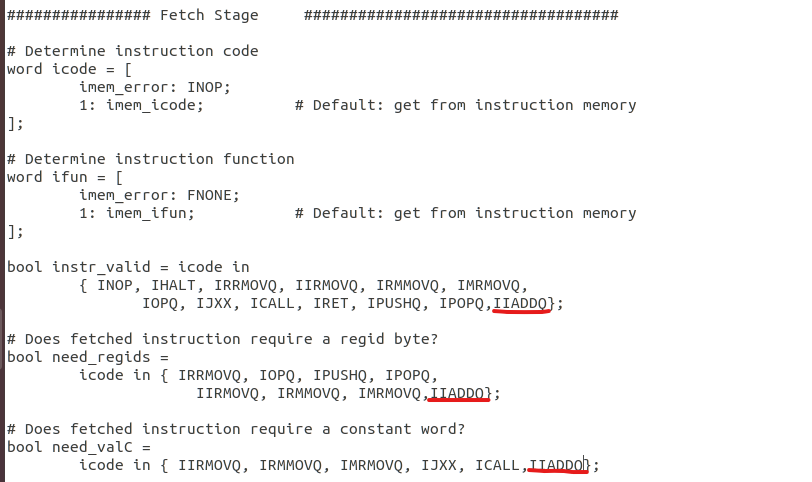 ################ Fetch Stage     ###################################
# Determine instruction code
word icode = [
        imem_error: INOP;
        1: imem_icode;          # Default: get from instruction memory
];
# Determine instruction function
word ifun = [
        imem_error: FNONE;
        1: imem_ifun;           # Default: get from instruction memory
];
bool instr_valid = icode in
        { INOP, IHALT, IRRMOVQ, IIRMOVQ, IRMMOVQ, IMRMOVQ,
               IOPQ, IJXX, ICALL, IRET, IPUSHQ, IPOPQ,IIADDQ};
# Does fetched instruction require a regid byte?
bool need_regids =
        icode in { IRRMOVQ, IOPQ, IPUSHQ, IPOPQ,
                     IIRMOVQ, IRMMOVQ, IMRMOVQ,IIADDQ};
# Does fetched instruction require a constant word?
bool need_valC =
        icode in { IIRMOVQ, IRMMOVQ, IMRMOVQ, IJXX, ICALL,IIADDQ};